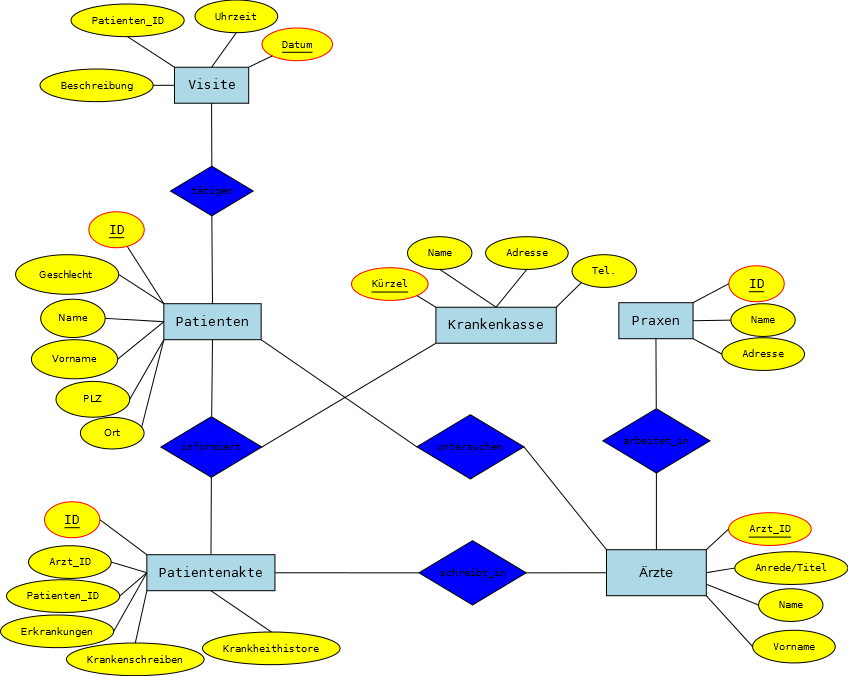 Patienten_ID
Uhrzeit
Datum
Beschreibung
Visite
tätigen
ID
Geschlecht
Name
Vorname
PLZ
Ort
Patienten
Kürzel
Name
Adresse
Tel.
Krankenkasse
ID
Name
Adresse
Praxen
informiert
untersuchen
arbeitet_in
ID
Arzt_ID
Patienten_ID
Erkrankungen
Krankenschreiben
Krankheithistore
Patientenakte
schreibt_in
Ärzte
Arzt_ID
Anrede/Titel
Name
Vorname